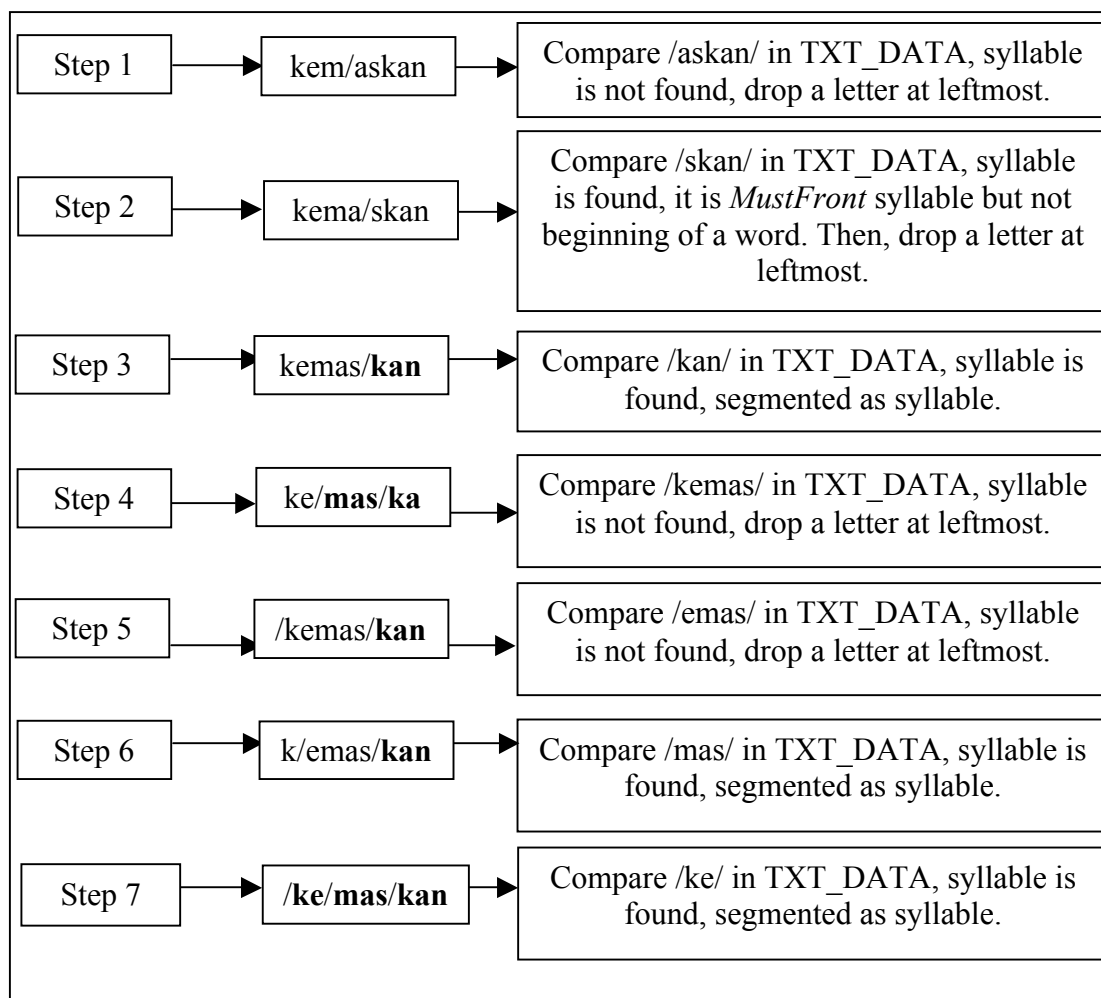 Step 1
kem/askan
Compare /askan/ in TXT_DATA, syllable
is not found, drop a letter at leftmost.
Step 2
kema/skan
Compare /skan/ in TXT_DATA, syllable
is found, it is MustFront syllable but not
beginning of a word. Then, drop a letter at
leftmost.
Step 3
kemas/kan
Compare /kan/ in TXT_DATA, syllable is
found, segmented as syllable.
Step 4
ke/mas/ka
Compare /kemas/ in TXT_DATA, syllable
is not found, drop a letter at leftmost.
Step 5
/kemas/kan
Compare /emas/ in TXT_DATA, syllable
is not found, drop a letter at leftmost.
Step 6
k/emas/kan
Compare /mas/ in TXT_DATA, syllable is
found, segmented as syllable.
Step 7
/ke/mas/kan
Compare /ke/ in TXT_DATA, syllable is
found, segmented as syllable.